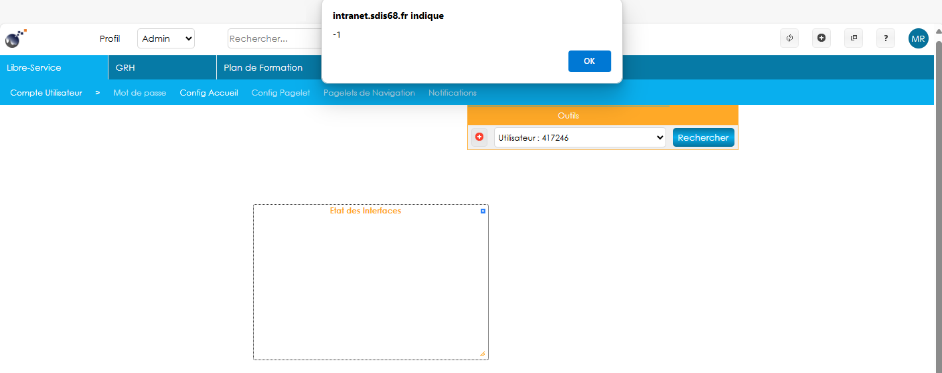 intranet.sdis68.fr indique
-1
OK
Profil
Admin
Rechercher...
?
MR
Libre-Service
GRH
Plan de Formation
Compte Utilisateur
>
Mot de passe
Config Accueil
Config Pagelet
Pagelets de Navigation
Notifications
Outils
Utilisateur : 417246
Rechercher
Etat des Interfaces